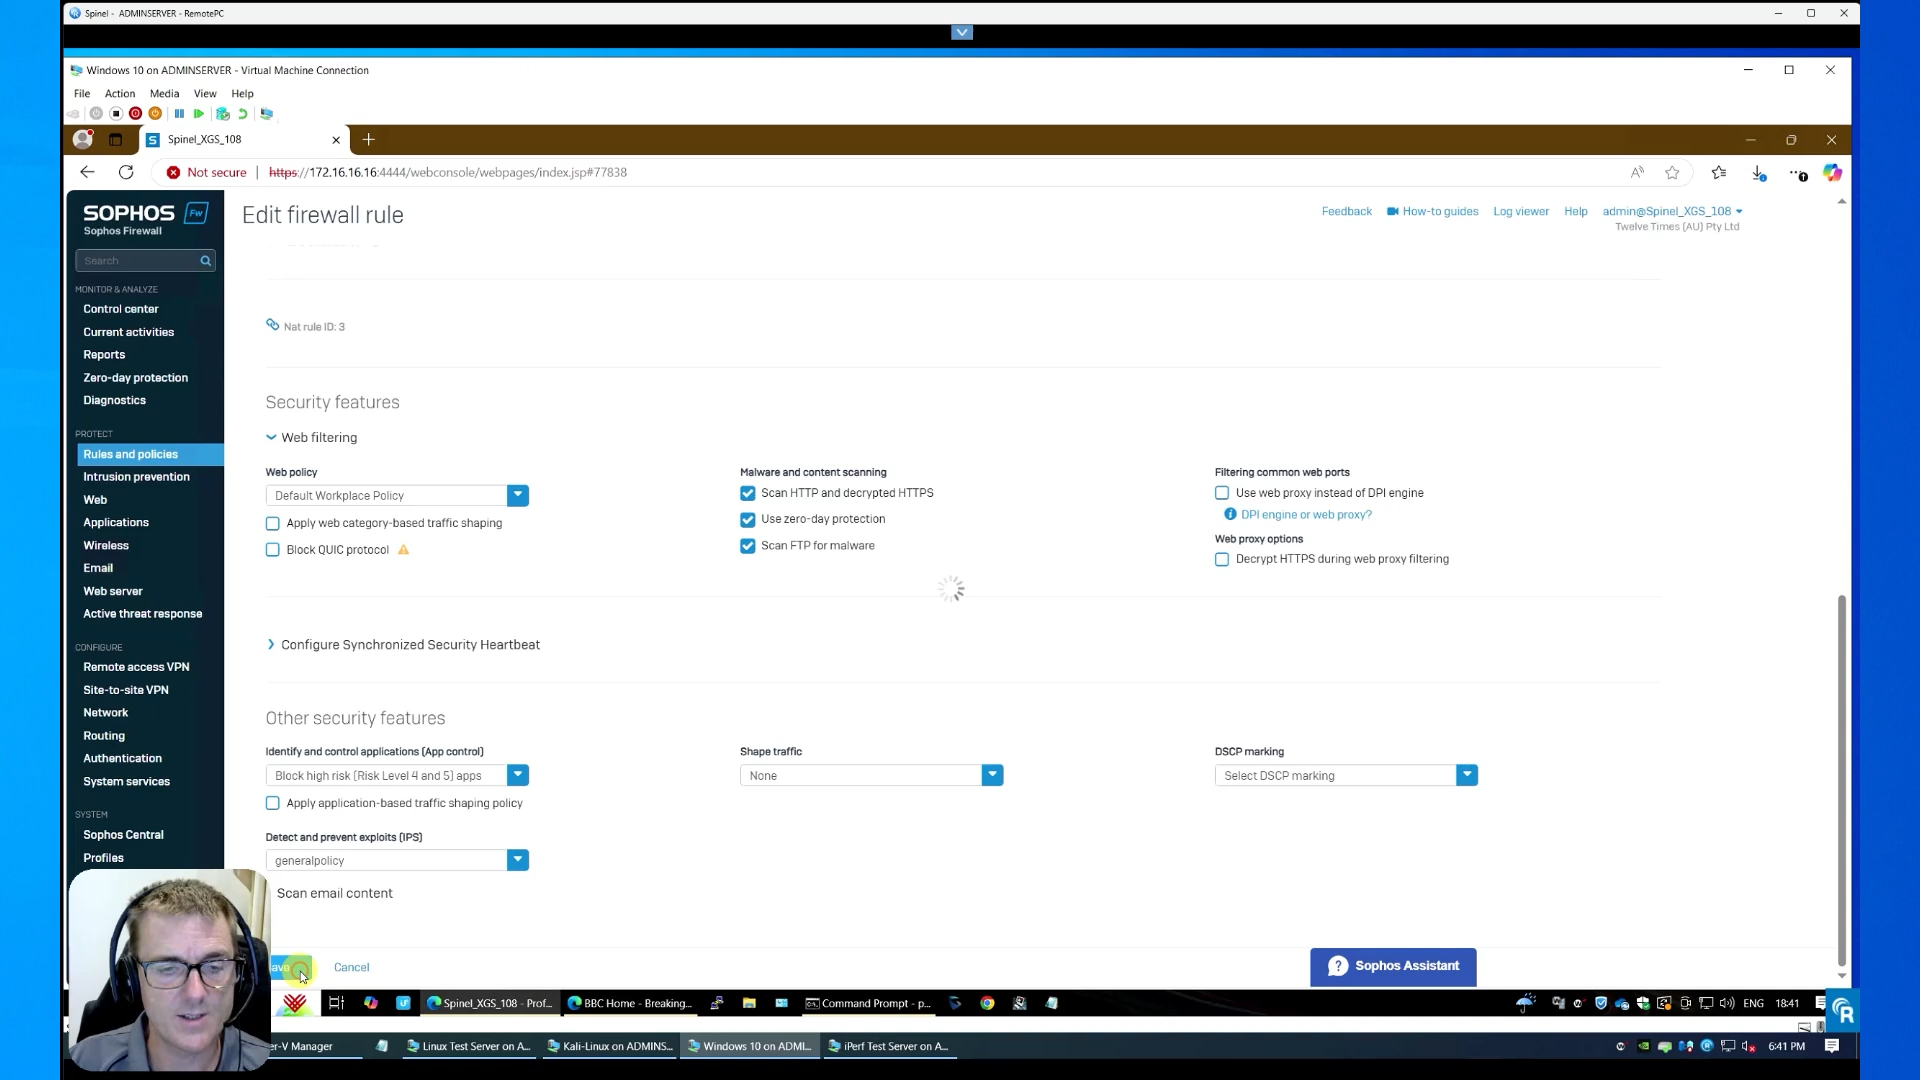 Spinel - ADMINSERVER - RemotePC
Windows 10 on ADMINSERVER - Virtual Machine Connection
File Action Media View Help
Spinel_XGS_108
Not secure https://172.16.16.16:4444/webconsole/webpages/index.jsp#77838
SOPHOS Fw
Sophos Firewall
Edit firewall rule
Feedback How-to guides Log viewer Help admin@Spinel_XGS_108
Twelve Times (AU) Pty Ltd
Search
MONITOR & ANALYZE
Control center
Current activities
Reports
Zero-day protection
Diagnostics
PROTECT
Rules and policies
Intrusion prevention
Web
Applications
Wireless
Email
Web server
Active threat response
CONFIGURE
Remote access VPN
Site-to-site VPN
Network
Routing
Authentication
System services
SYSTEM
Sophos Central
Profiles
Nat rule ID: 3
Security features
Web filtering
Web policy
Default Workplace Policy
Apply web category-based traffic shaping
Block QUIC protocol
Malware and content scanning
Scan HTTP and decrypted HTTPS
Use zero-day protection
Scan FTP for malware
Filtering common web ports
Use web proxy instead of DPI engine
DPI engine or web proxy?
Web proxy options
Decrypt HTTPS during web proxy filtering
Configure Synchronized Security Heartbeat
Other security features
Identify and control applications (App control)
Block high risk (Risk Level 4 and 5) apps
Apply application-based traffic shaping policy
Shape traffic
None
DSCP marking
Select DSCP marking
Detect and prevent exploits (IPS)
generalpolicy
Scan email content
ave Cancel
Sophos Assistant
Spinel_XGS_108 - Prof... BBC Home - Breaking... Command Prompt - p... ENG 18:41
er-V Manager Linux Test Server on A... Kali-Linux on ADMINS... Windows 10 on ADMI... iPerf Test Server on A... 6:41 PM